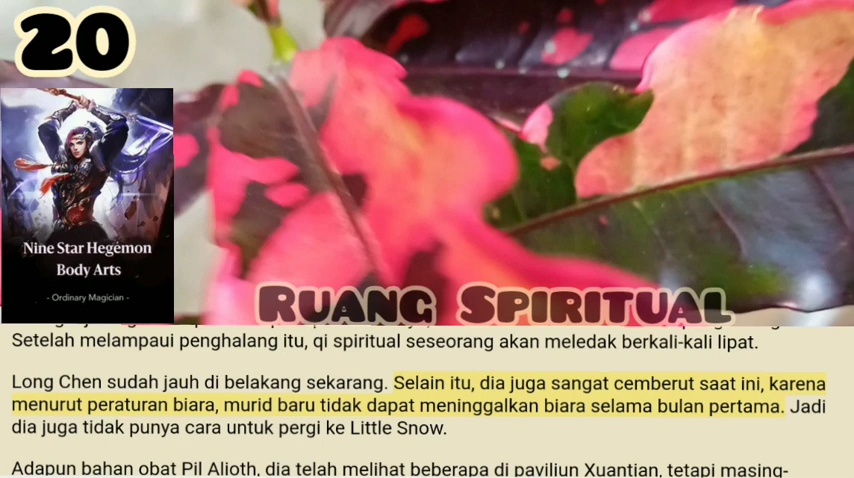 20
Nine Star Hegemon
Body Arts
- Ordinary Magician -
RUANG SPIRITUAL
Setelah melampaui penghalang itu, qi spiritual seseorang akan meledak berkali-kali lipat.
Long Chen sudah jauh di belakang sekarang. Selain itu, dia juga sangat cemberut saat ini, karena
menurut peraturan biara, murid baru tidak dapat meninggalkan biara selama bulan pertama. Jadi
dia juga tidak punya cara untuk pergi ke Little Snow.
Adapun bahan obat Pil Alioth, dia telah melihat beberapa di paviliun Xuantian, tetapi masing-